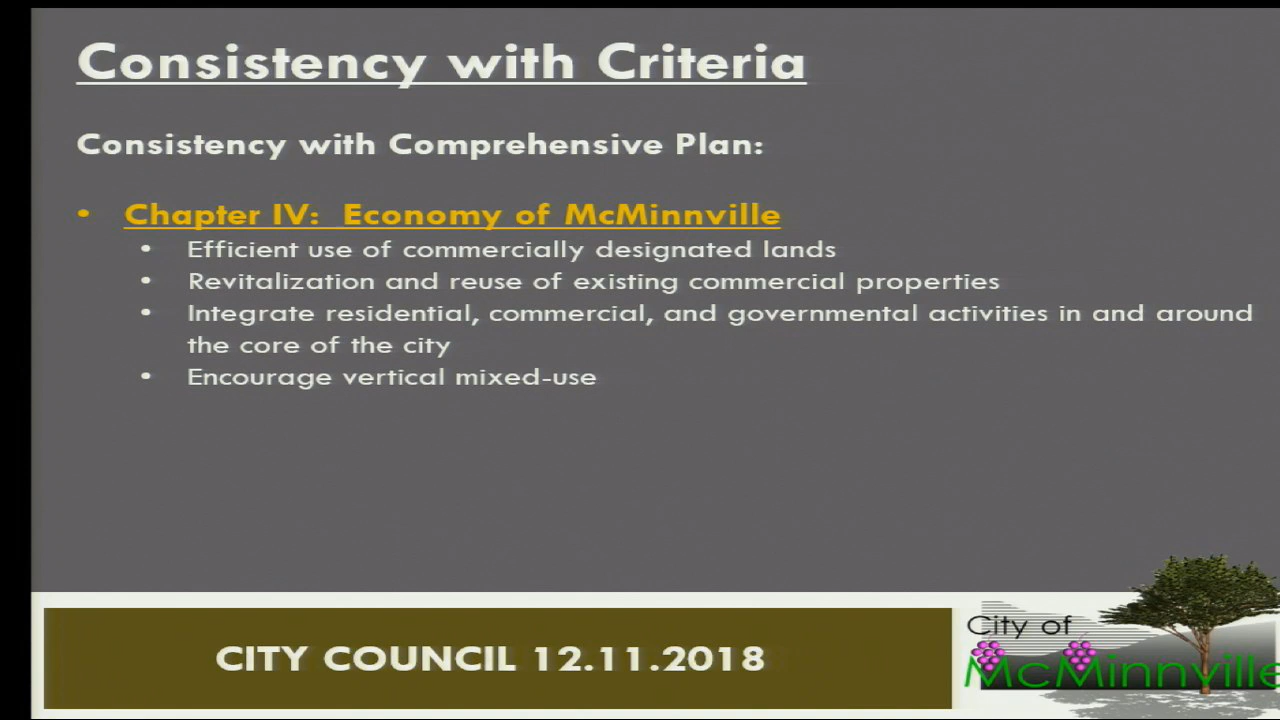 Consistency with Criteria
Consistency with Comprehensive Plan:
• Chapter IV: Economy of McMinnville
• Efficient use of commercially designated lands
• Revitalization and reuse of existing commercial properties
• Integrate residential, commercial, and governmental activities in and around
the core of the city
• Encourage vertical mixed-use
CITY COUNCIL 12.11.2018
City of
McMinnville